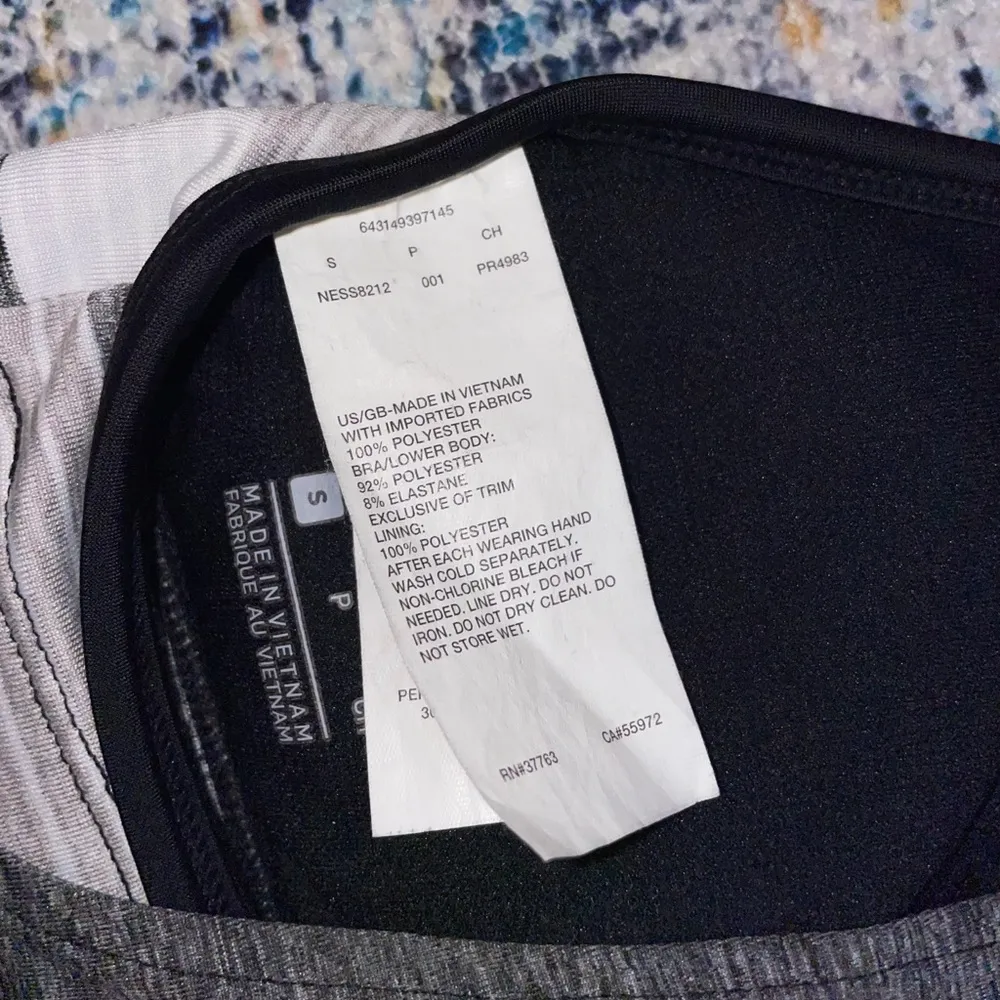 643149397145
S P CH
NESS8212 001 PR4983
US/GB-MADE IN VIETNAM
WITH IMPORTED FABRICS
100% POLYESTER
BRA/LOWER BODY:
92% POLYESTER
8% ELASTANE
EXCLUSIVE OF TRIM
LINING:
100% POLYESTER
AFTER EACH WEARING HAND
WASH COLD SEPARATELY.
NON-CHLORINE BLEACH IF
NEEDED. LINE DRY. DO NOT
IRON. DO NOT DRY CLEAN. DO
NOT STORE WET.
RN#37763 CA#55972
S
P
MADE IN VIETNAM
FABRIQUE AU VIETNAM